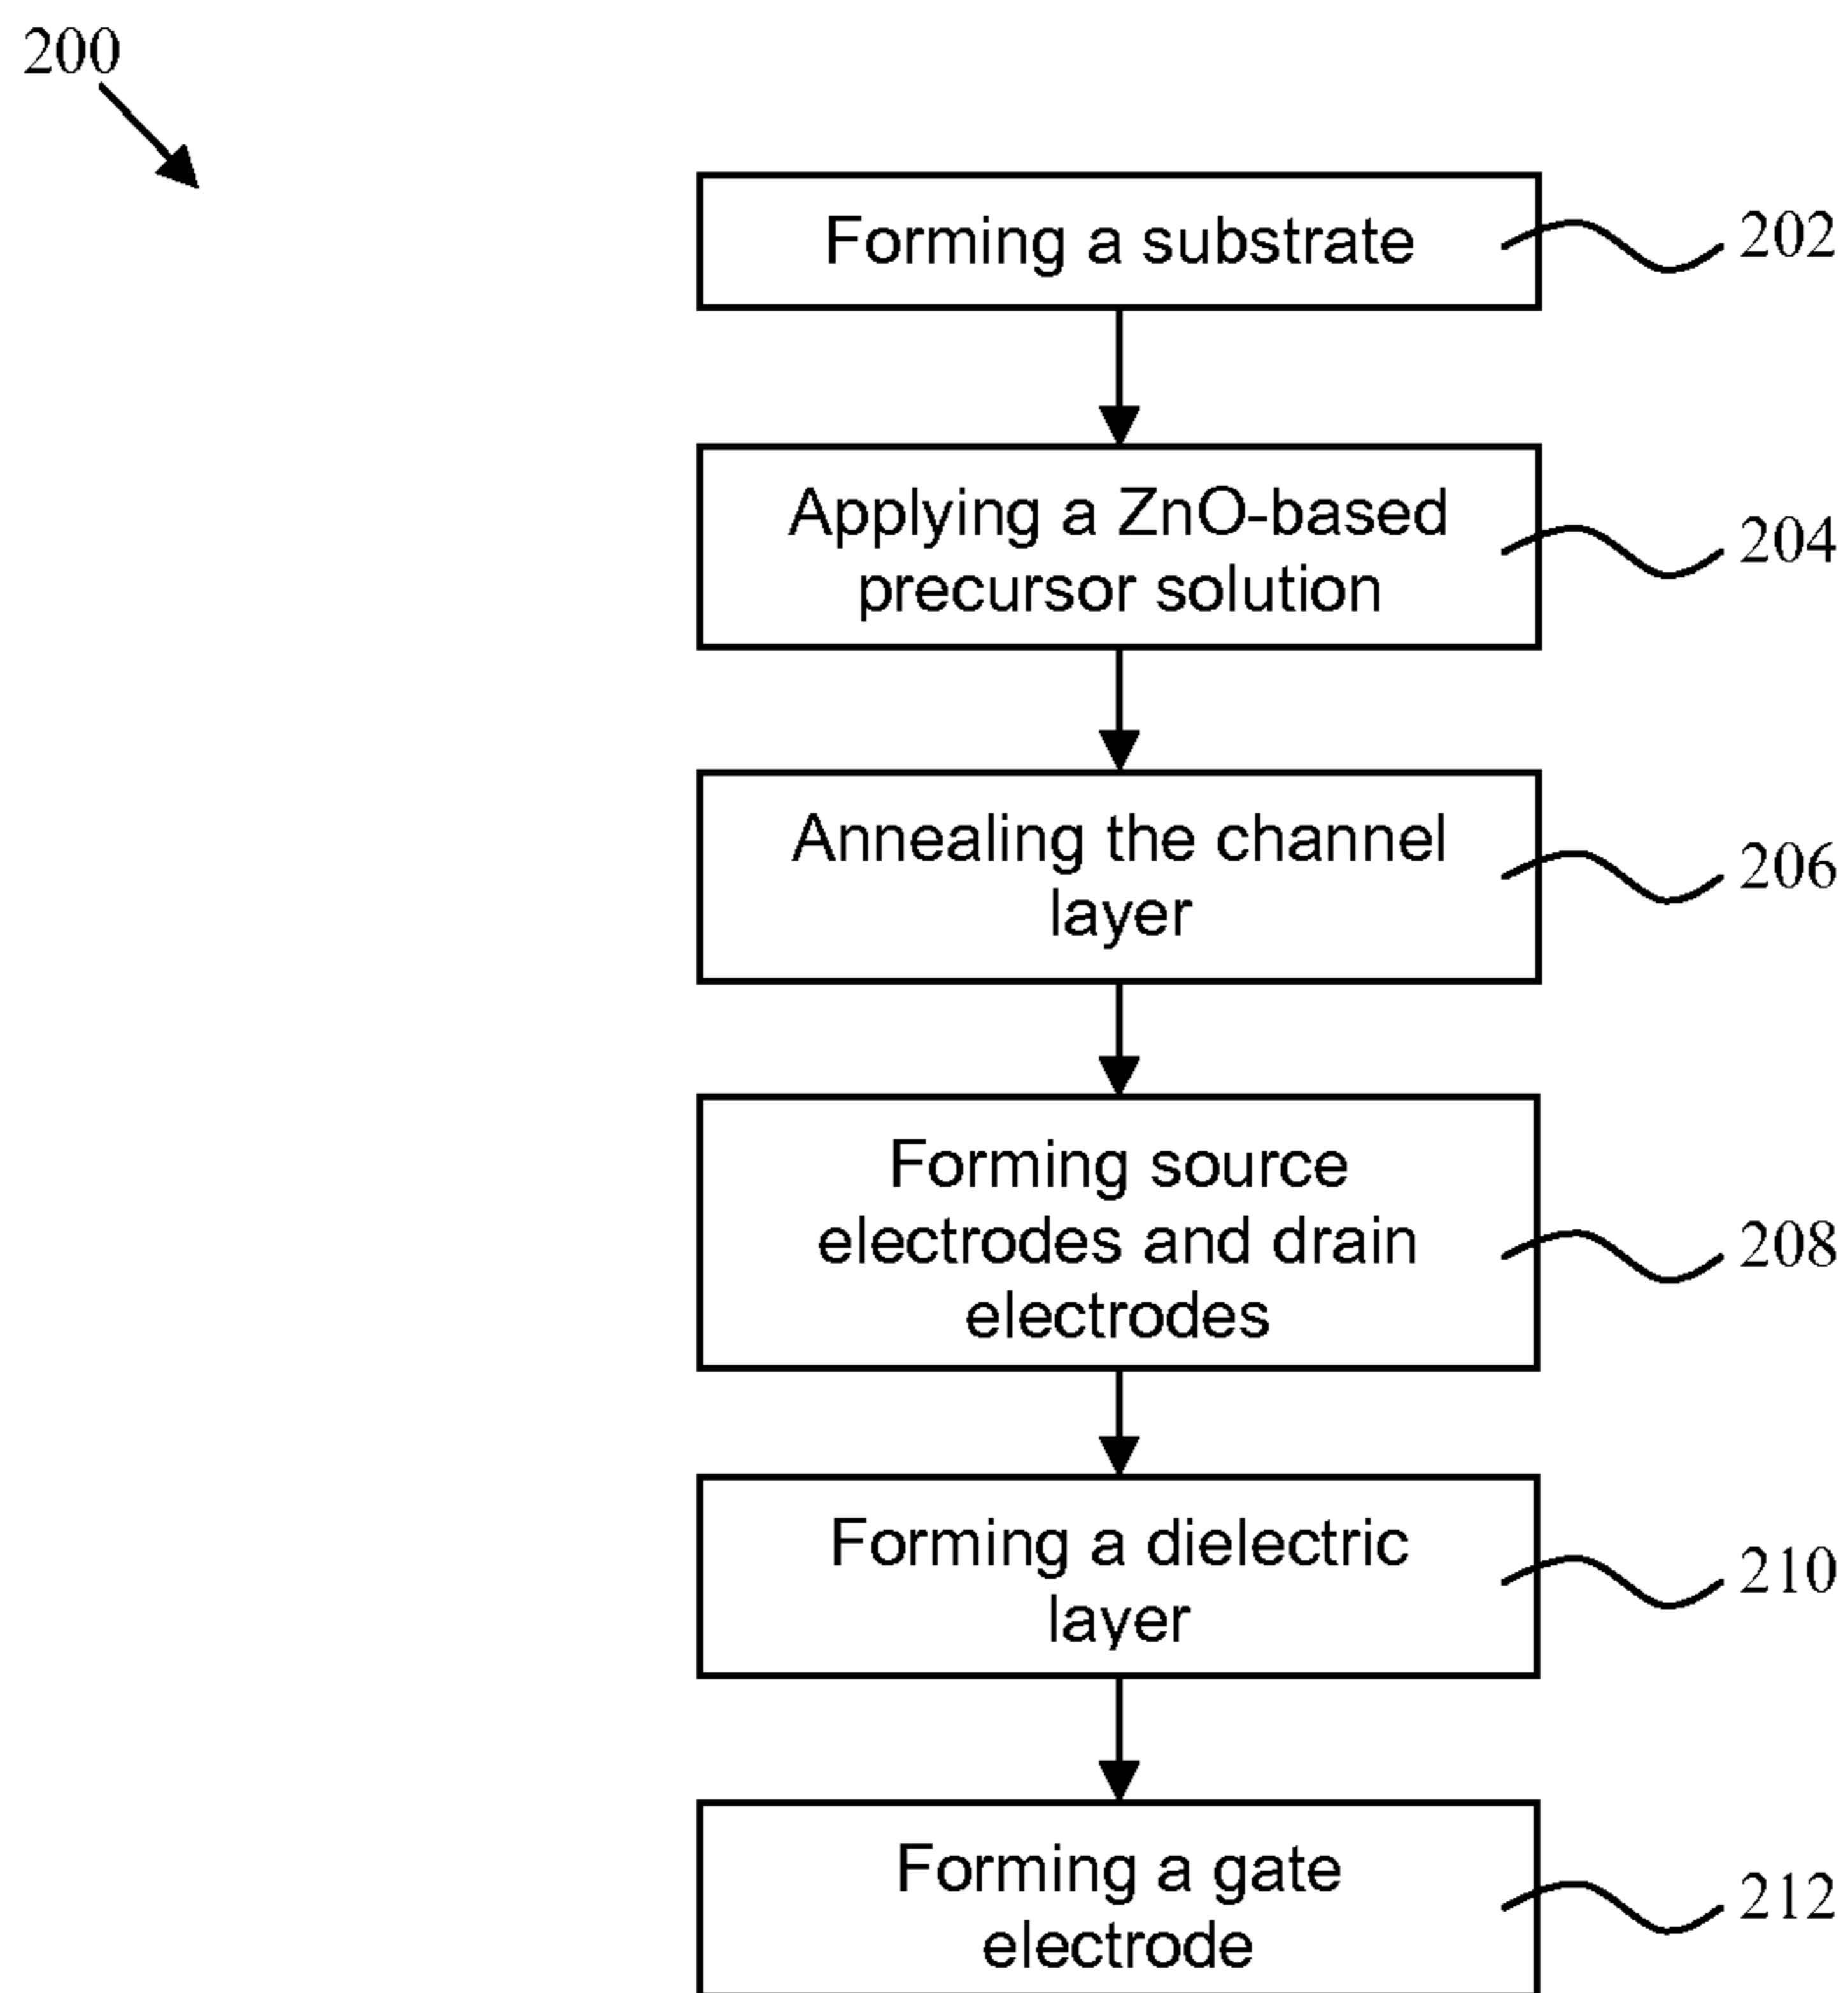 200
Forming a substrate
202
Applying a ZnO-based
precursor solution
204
Annealing the channel
layer
206
Forming source
electrodes and drain
electrodes
208
Forming a dielectric
layer
210
Forming a gate
electrode
212